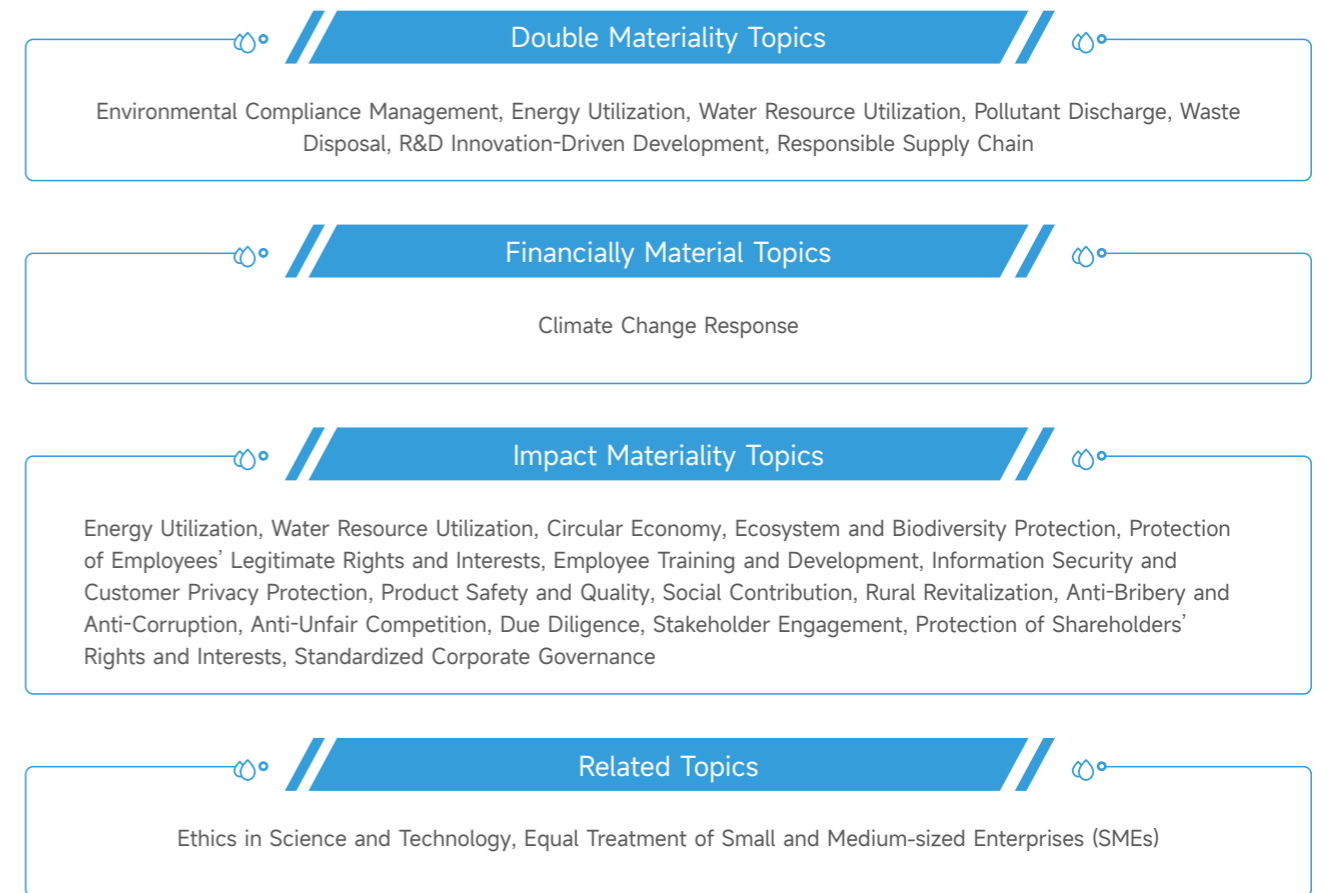 Double Materiality Topics
Environmental Compliance Management, Energy Utilization, Water Resource Utilization, Pollutant Discharge, Waste
Disposal, R&D Innovation-Driven Development, Responsible Supply Chain
Financially Material Topics
Climate Change Response
Impact Materiality Topics
Energy Utilization, Water Resource Utilization, Circular Economy, Ecosystem and Biodiversity Protection, Protection
of Employees’ Legitimate Rights and Interests, Employee Training and Development, Information Security and
Customer Privacy Protection, Product Safety and Quality, Social Contribution, Rural Revitalization, Anti-Bribery and
Anti-Corruption, Anti-Unfair Competition, Due Diligence, Stakeholder Engagement, Protection of Shareholders’
Rights and Interests, Standardized Corporate Governance
Related Topics
Ethics in Science and Technology, Equal Treatment of Small and Medium-sized Enterprises (SMEs)